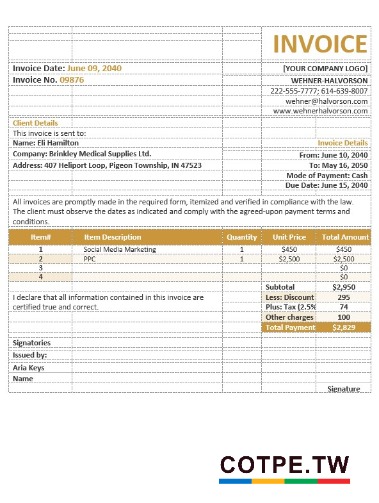 INVOICE
Invoice Date: June 09, 2040
[YOUR COMPANY LOGO]
Invoice No. 09876
WEHNER-HALVORSON
222-555-7777; 614-639-8007
wehner@halvorson.com
www.wehnerhalvorson.com
Client Details
This invoice is sent to:
Name: Eli Hamilton
Invoice Details
Company: Brinkley Medical Supplies Ltd.
From: June 10, 2040
Address: 407 Heliport Loop, Pigeon Township, IN 47523
To: May 16, 2050
Mode of Payment: Cash
Due Date: June 15, 2040
All invoices are promptly made in the required form, itemized and verified in compliance with the law.
The client must observe the dates as indicated and comply with the agreed-upon payment terms and
conditions.
Item# Item Description Quantity Unit Price Total Amount
1 Social Media Marketing 1 $450 $450
2 PPC 1 $2,500 $2,500
3 $0
4 $0
Subtotal $2,950
I declare that all information contained in this invoice are
certified true and correct.
Less: Discount 295
Plus: Tax (2.5% 74
Other charges 100
Total Payment $2,829
Signatories
Issued by:
Aria Keys
Name
Signature
COTPE.TW